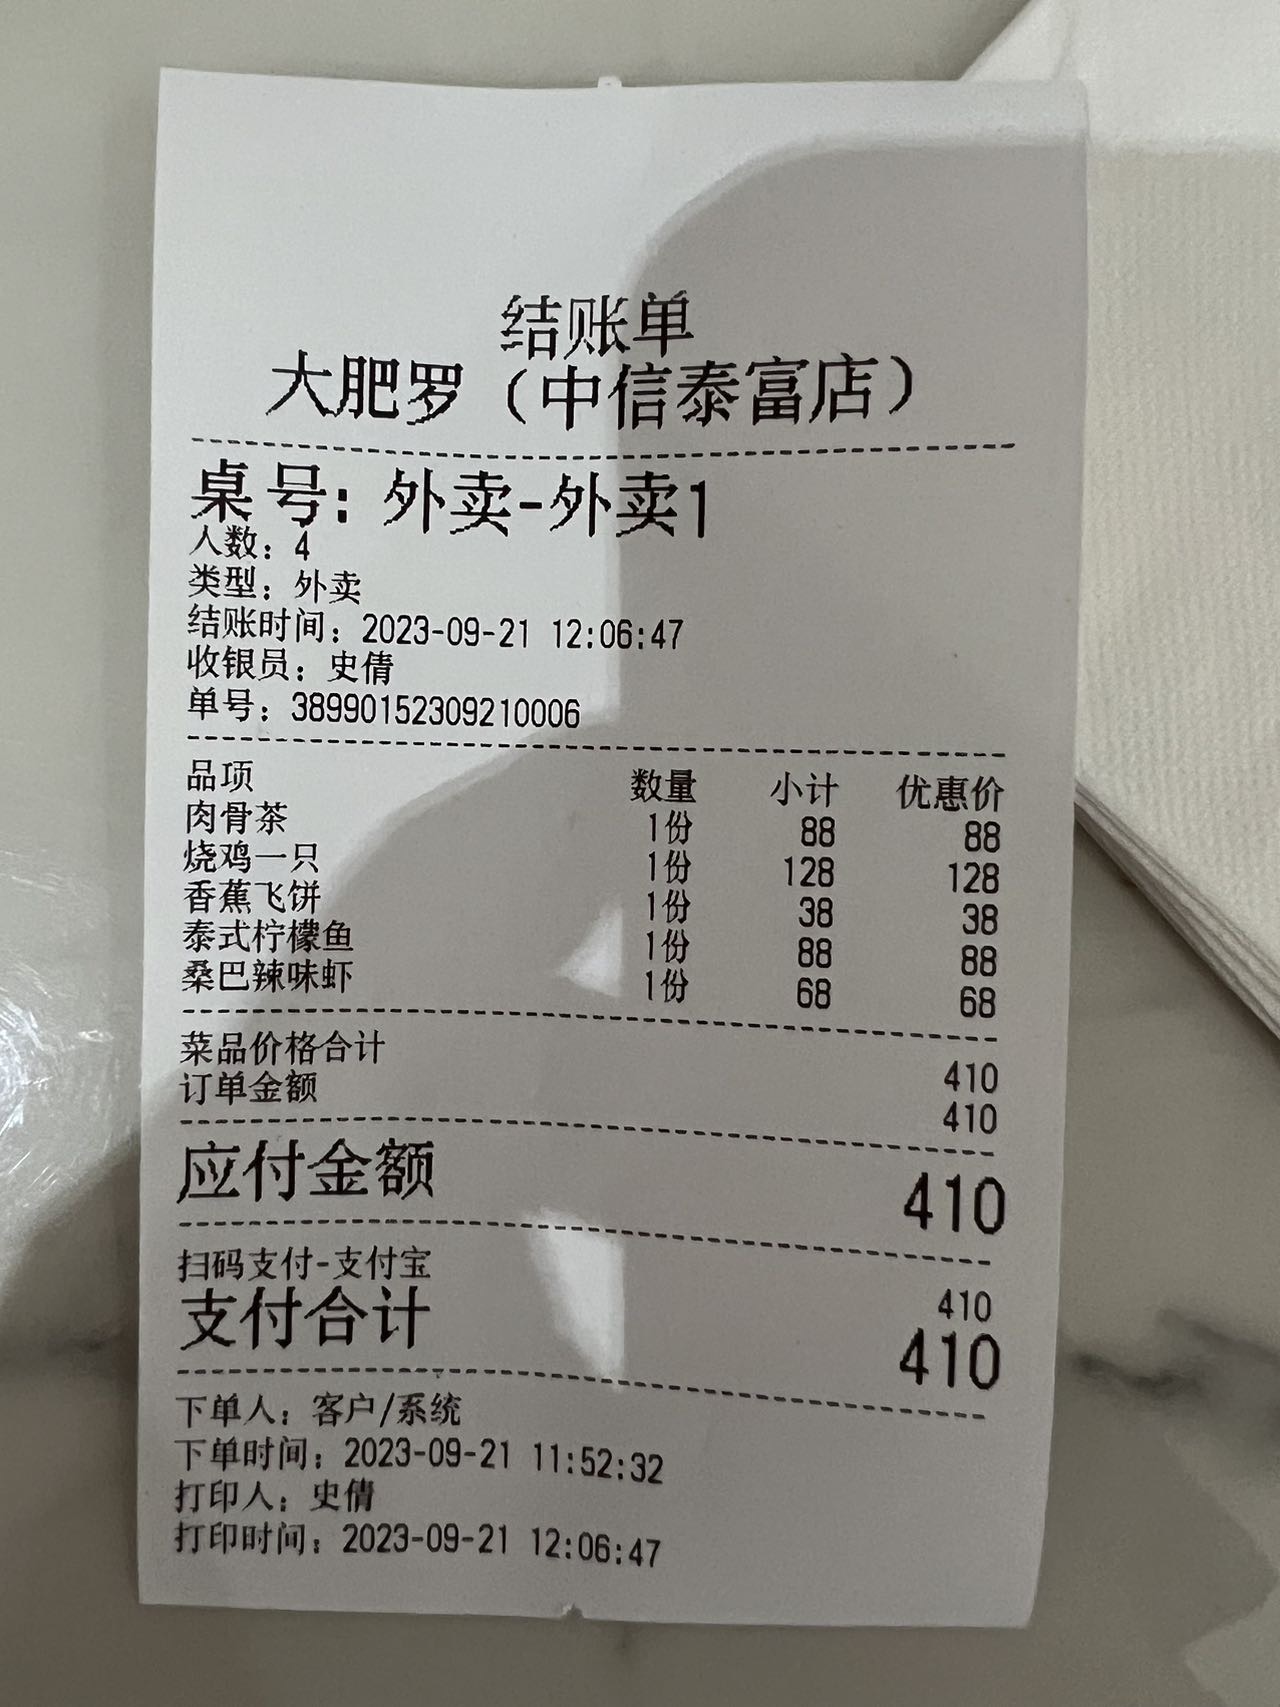 结账单
大肥罗（中信泰富店）
桌号: 外卖-外卖1
人数: 4
类型: 外卖
结账时间: 2023-09-21 12:06:47
收银员: 史倩
单号: 38990152309210006
品项 数量 小计 优惠价
肉骨茶 1份 88 88
烧鸡一只 1份 128 128
香蕉飞饼 1份 38 38
泰式柠檬鱼 1份 88 88
桑巴辣味虾 1份 68 68
菜品价格合计 410
订单金额 410
应付金额 410
扫码支付-支付宝 410
支付合计 410
下单人: 客户/系统
下单时间: 2023-09-21 11:52:32
打印人: 史倩
打印时间: 2023-09-21 12:06:47